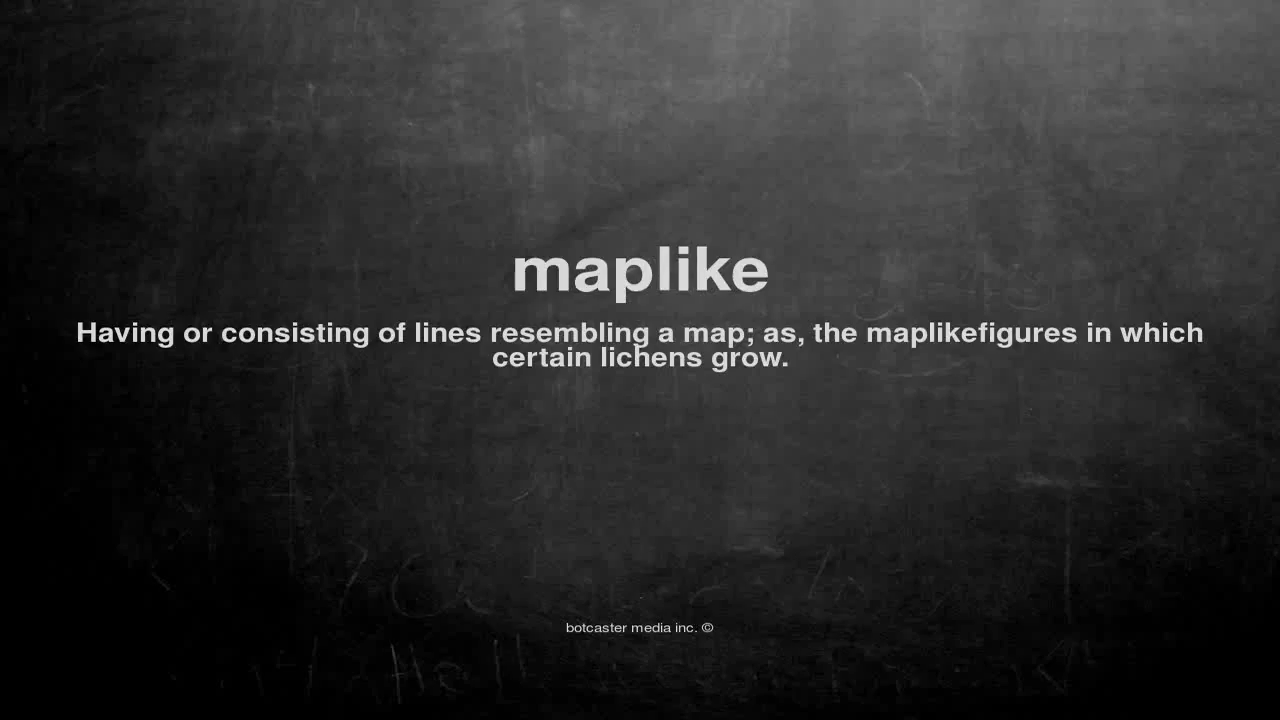 maplike
Having or consisting of lines resembling a map; as, the maplikefigures in which
certain lichens grow.
botcaster media inc. ©